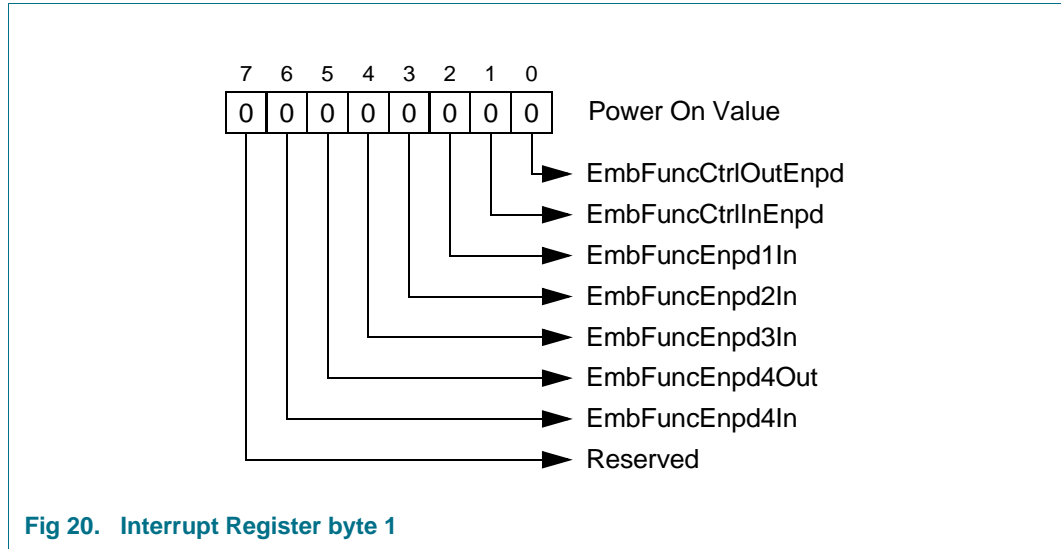 7 6 5 4 3 2 1 0
0 0 0 0 0 0 0 0 Power On Value
EmbFuncCtrlOutEnpd
EmbFuncCtrlInEnpd
EmbFuncEnpd1In
EmbFuncEnpd2In
EmbFuncEnpd3In
EmbFuncEnpd4Out
EmbFuncEnpd4In
Reserved
Fig 20. Interrupt Register byte 1